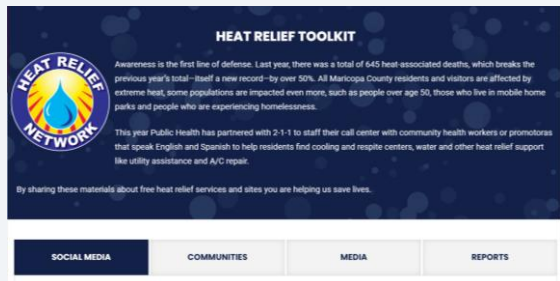 HEAT RELIEF TOOLKIT
HEAT RELIEF
NETWORK
Awareness is the first line of defense. Last year, there was a total of 645 heat-associated deaths, which breaks the
previous year's total—itself a new record—by over 50%. All Maricopa County residents and visitors are affected by
extreme heat, some populations are impacted even more, such as people over age 50, those who live in mobile home
parks and people who are experiencing homelessness.
This year Public Health has partnered with 2-1-1 to staff their call center with community health workers or promotoras
that speak English and Spanish to help residents find cooling and respite centers, water and other heat relief support
like utility assistance and A/C repair.
By sharing these materials about free heat relief services and sites you are helping us save lives.
SOCIAL MEDIA
COMMUNITIES
MEDIA
REPORTS